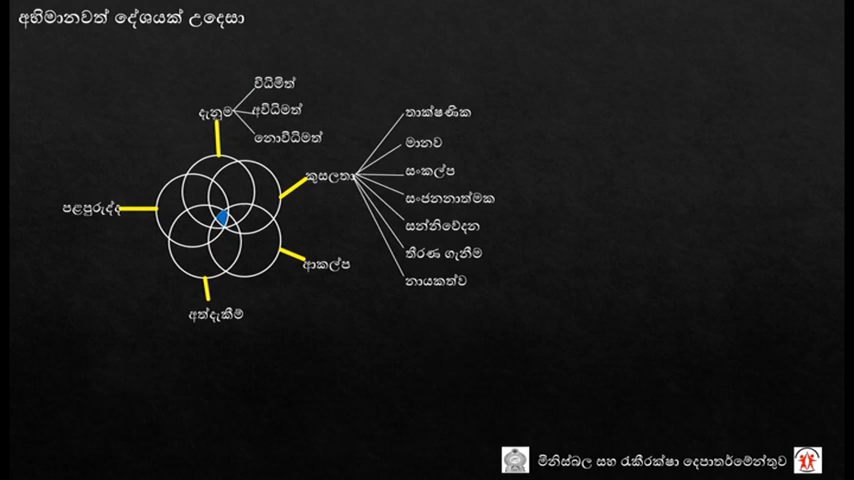 අභිමානවත් දේශයක් උදෙසා
විධිමත්
දැනුම
අවිධිමත්
නොවිධිමත්
තාක්ෂණික
මානව
කුසලතා
සංකල්ප
සංජනනාත්මක
පළපුරුද්ද
සන්නිවේදන
තීරණ ගැනීම
ආකල්ප
නායකත්ව
අත්දැකීම්
මිනිස්බල සහ රැකීරක්ෂා දෙපාර්තමේන්තුව